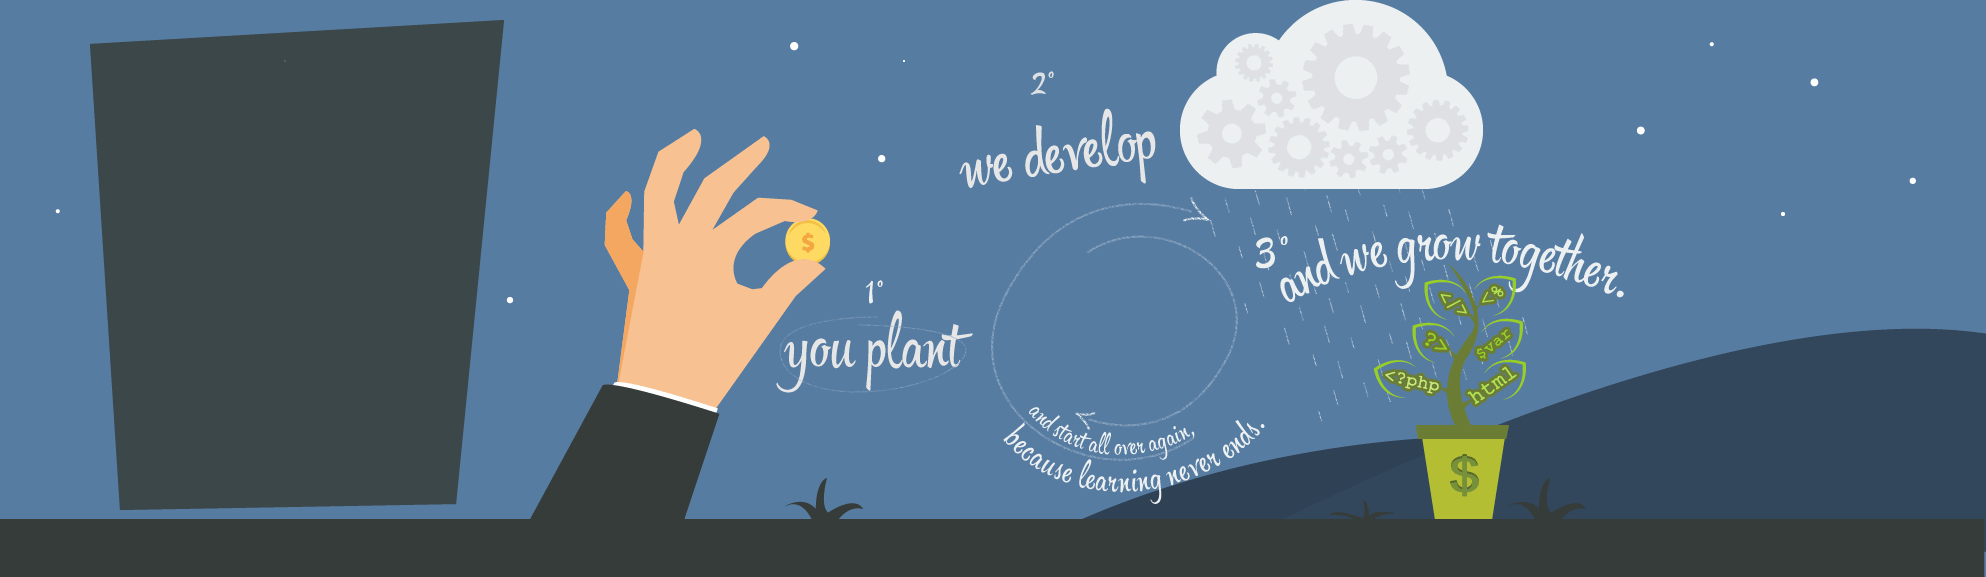 $
1°
you plant
2°
we develop
3°
and we grow together.
</>
<%
?>
$var
<?php
html
$
and start all over again,
because learning never ends.